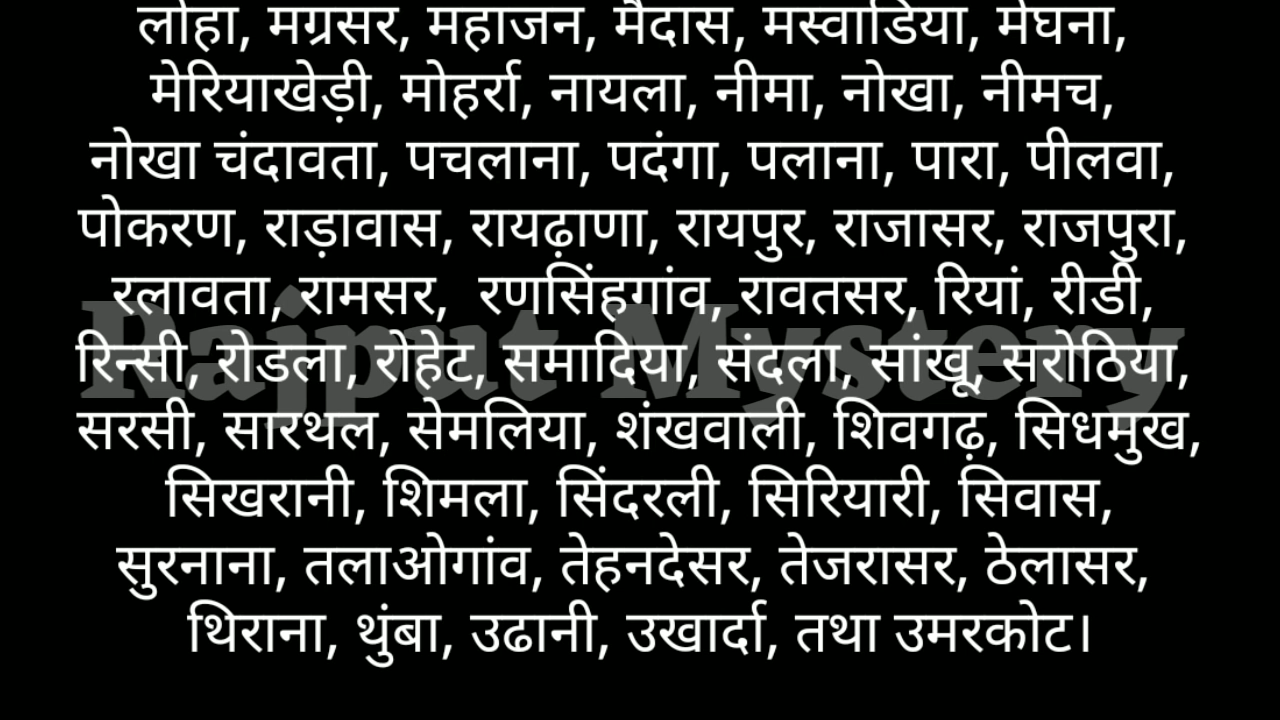 लोहा, मग्रसर, महाजन, मैदास, मस्वाडिया, मेघना,
मेरियाखेड़ी, मोहर्रा, नायला, नीमा, नोखा, नीमच,
नोखा चंदावता, पचलाना, पदंगा, पलाना, पारा, पीलवा,
पोकरण, राड़ावास, रायढ़ाणा, रायपुर, राजासर, राजपुरा,
रलावता, रामसर, रणसिंहगांव, रावतसर, रियां, रीडी,
Rajput Mystery
रिन्सी, रोडला, रोहेट, समादिया, संदला, सांखू, सरोठिया,
सरसी, सारथल, सेमलिया, शंखवाली, शिवगढ़, सिधमुख,
सिखरानी, शिमला, सिंदरली, सिरियारी, सिवास,
सुरनाना, तलाओगांव, तेहनदेसर, तेजरासर, ठेलासर,
थिराना, थुंबा, उढानी, उखार्दा, तथा उमरकोट।